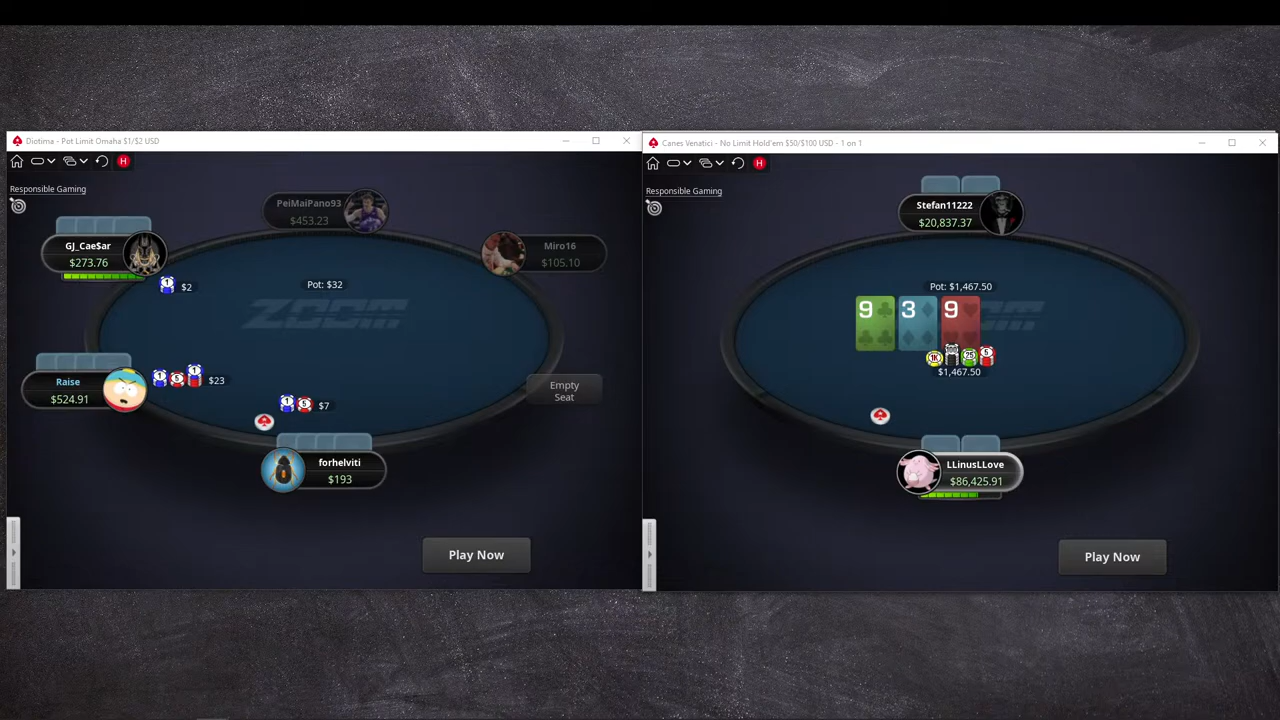 Diotima - Pot Limit Omaha $1/$2 USD
H
Responsible Gaming
PeiMaiPano93
$453.23
GJ_Cae$ar
$273.76
Miro16
$105.10
$2
Pot: $32
ZOOM
Raise
$524.91
$23
$7
Empty
Seat
forhelviti
$193
Play Now
Canes Venatici - No Limit Hold'em $50/$100 USD - 1 on 1
H
Responsible Gaming
Stefan11222
$20,837.37
Pot: $1,467.50
9
3
9
$1,467.50
LLinusLLove
$86,425.91
Play Now